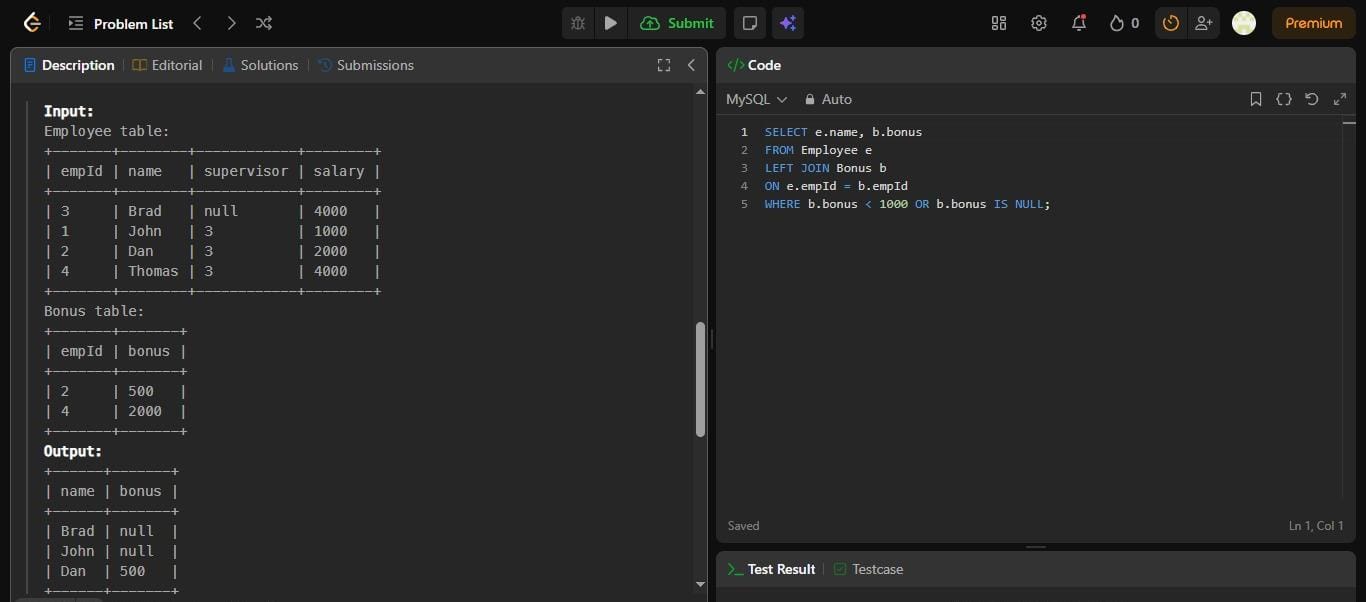 Problem List
Submit
0
Premium
Description | Editorial | Solutions | Submissions
Input:
Employee table:
+-------+--------+------------+--------+
| empId | name   | supervisor | salary |
+-------+--------+------------+--------+
| 3     | Brad   | null       | 4000   |
| 1     | John   | 3          | 1000   |
| 2     | Dan    | 3          | 2000   |
| 4     | Thomas | 3          | 4000   |
+-------+--------+------------+--------+
Bonus table:
+-------+-------+
| empId | bonus |
+-------+-------+
| 2     | 500   |
| 4     | 2000  |
+-------+-------+
Output:
+------+-------+
| name | bonus |
+------+-------+
| Brad | null  |
| John | null  |
| Dan  | 500   |
+------+-------+
</> Code
MySQL Auto
1 SELECT e.name, b.bonus
2 FROM Employee e
3 LEFT JOIN Bonus b
4 ON e.empId = b.empId
5 WHERE b.bonus < 1000 OR b.bonus IS NULL;
Saved
Ln 1, Col 1
>_ Test Result | Testcase